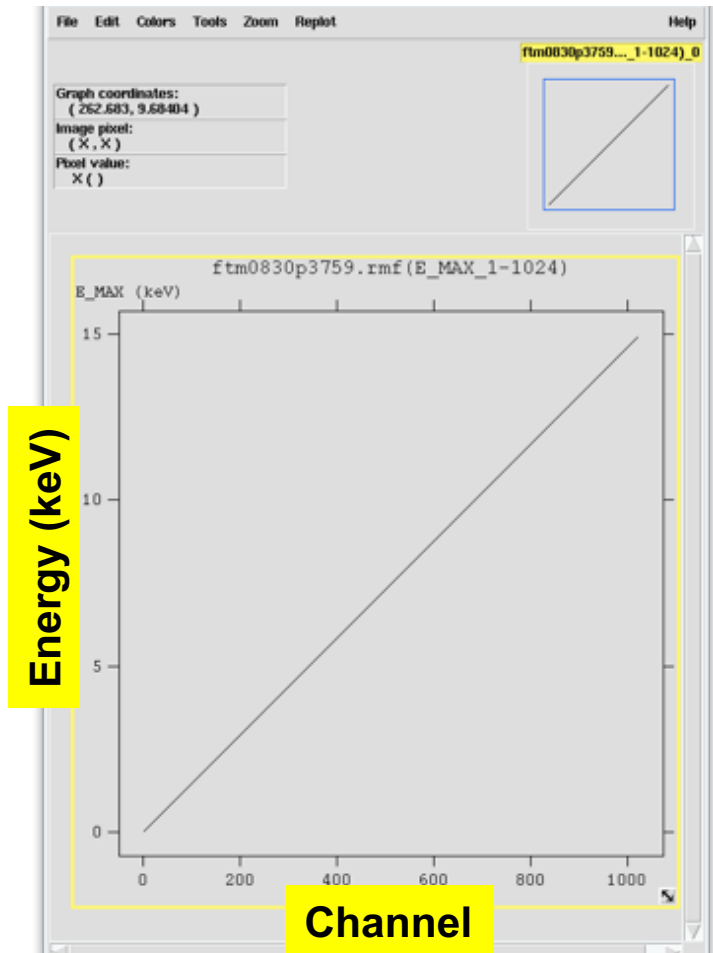 File Edit Colors Tools Zoom Replot Help
ftm0830p3759..._1-1024)_0
Graph coordinates:
( 262.683, 9.68404 )
Image pixel:
( X , X )
Pixel value:
X ( )
ftm0830p3759.rmf(E_MAX_1-1024)
E_MAX (keV)
15
10
5
0
0 200 400 600 800 1000
Energy (keV)
Channel